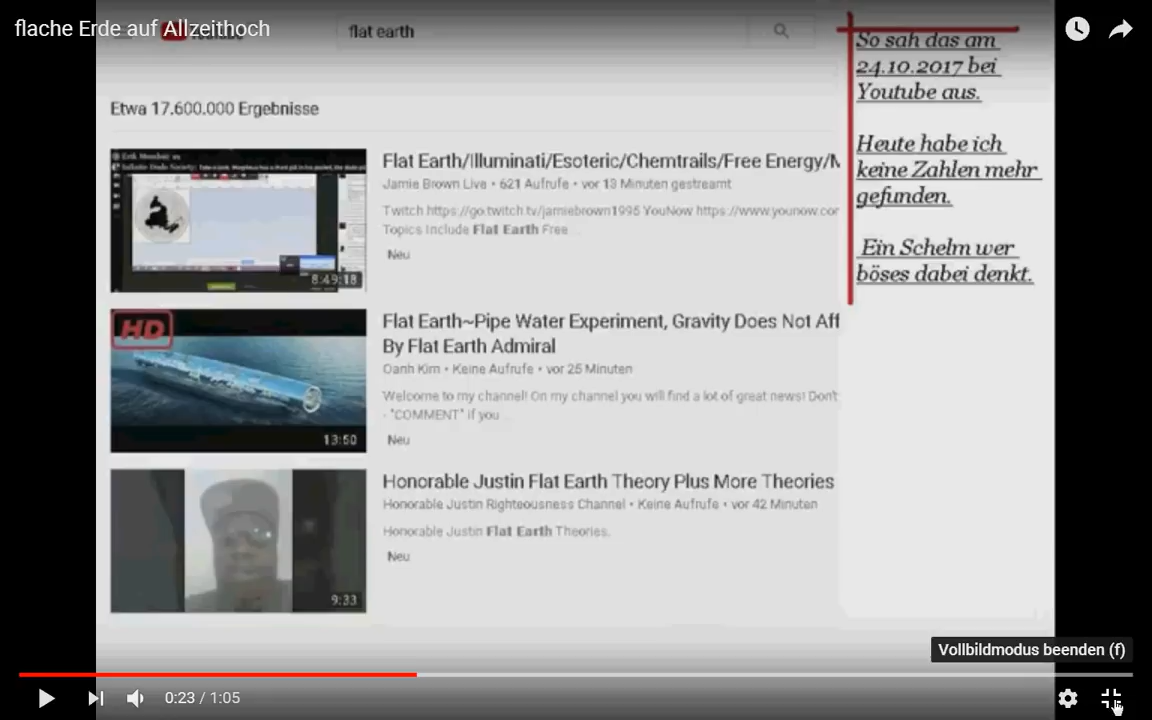 flache Erde auf Allzeithoch
flat earth
So sah das am
24.10.2017 bei
Youtube aus.
Heute habe ich
keine Zahlen mehr
gefunden.
Ein Schelm wer
böses dabei denkt.
Etwa 17.600.000 Ergebnisse
8:49:18
Flat Earth/Illuminati/Esoteric/Chemtrails/Free Energy/M
Jamie Brown Live • 621 Aufrufe • vor 13 Minuten gestreamt
Twitch https://go.twitch.tv/jamiebrown1995 YouNow https://www.younow.cor
Topics Include Flat Earth Free ...
Neu
HD
13:50
Flat Earth~Pipe Water Experiment, Gravity Does Not Aff
By Flat Earth Admiral
Oanh Kim • Keine Aufrufe • vor 25 Minuten
Welcome to my channel! On my channel you will find a lot of great news! Don't
- "COMMENT" if you ...
Neu
9:33
Honorable Justin Flat Earth Theory Plus More Theories
Honorable Justin Righteousness Channel • Keine Aufrufe • vor 42 Minuten
Honorable Justin Flat Earth Theories.
Neu
Vollbildmodus beenden (f)
0:23 / 1:05